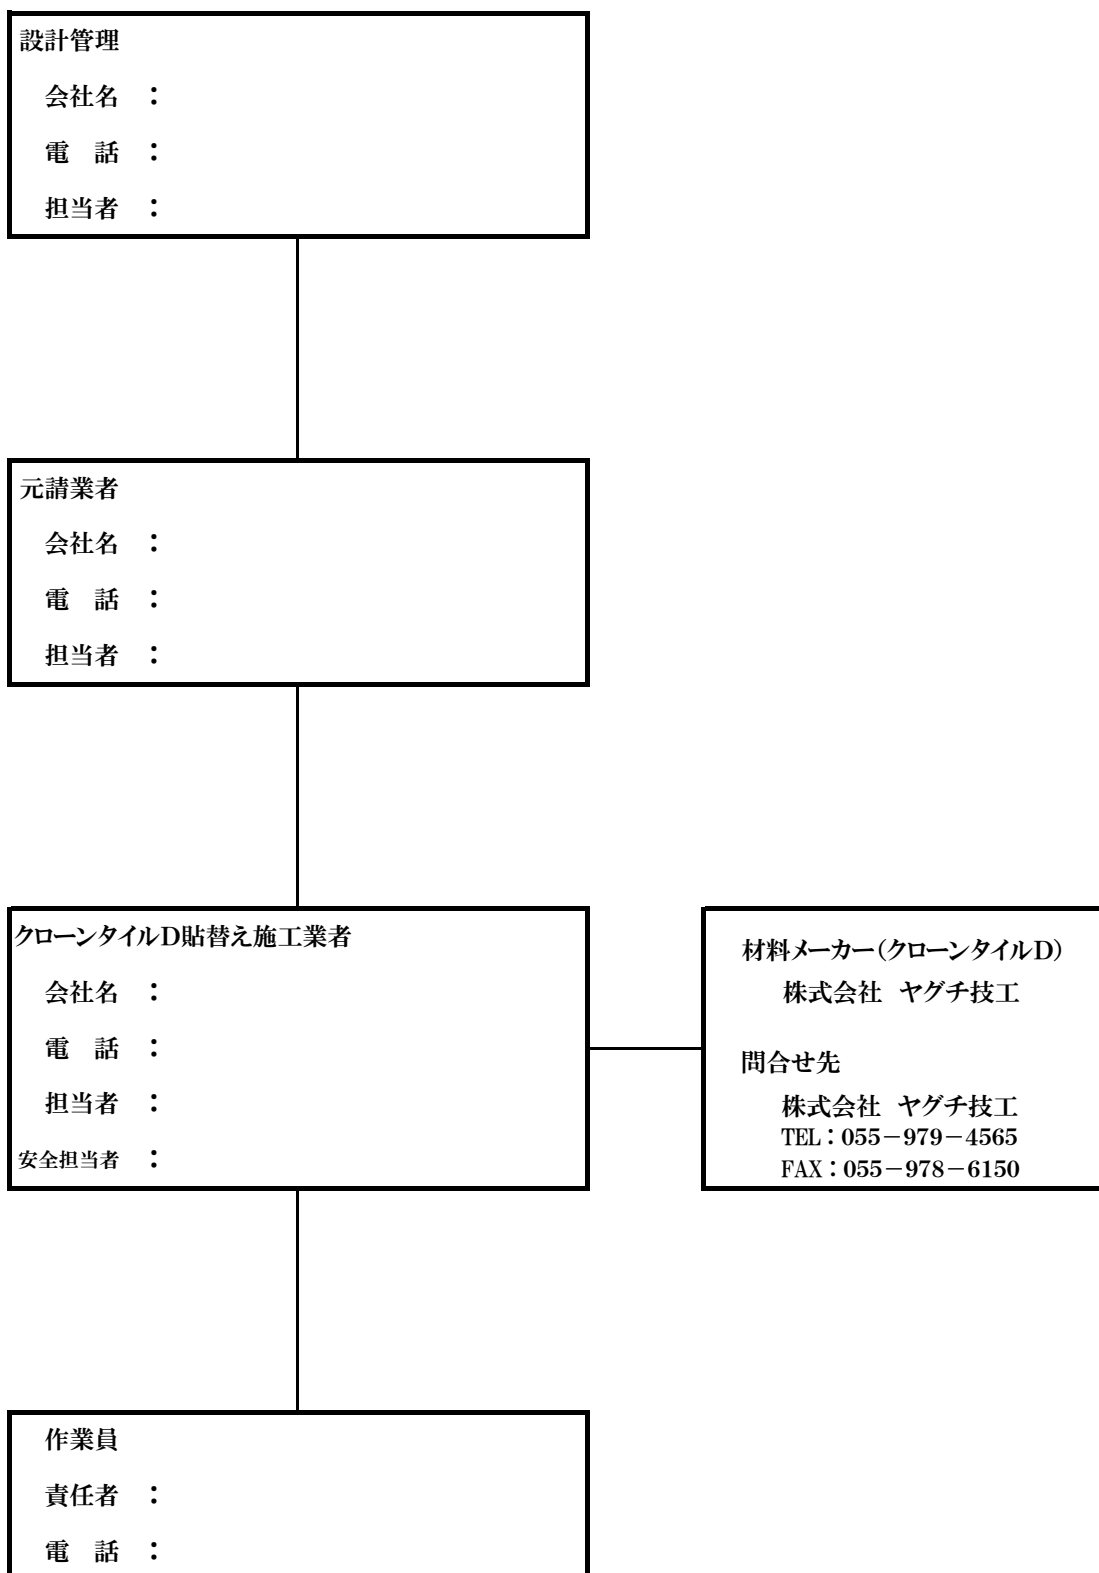 設計管理
会社名 ：
電 話 ：
担当者 ：
元請業者
会社名 ：
電 話 ：
担当者 ：
クローンタイルD貼替え施工業者
会社名 ：
電 話 ：
担当者 ：
安全担当者 ：
材料メーカー（クローンタイルD）
株式会社 ヤグチ技工
問合せ先
株式会社 ヤグチ技工
TEL：055－979－4565
FAX：055－978－6150
作業員
責任者 ：
電 話 ：